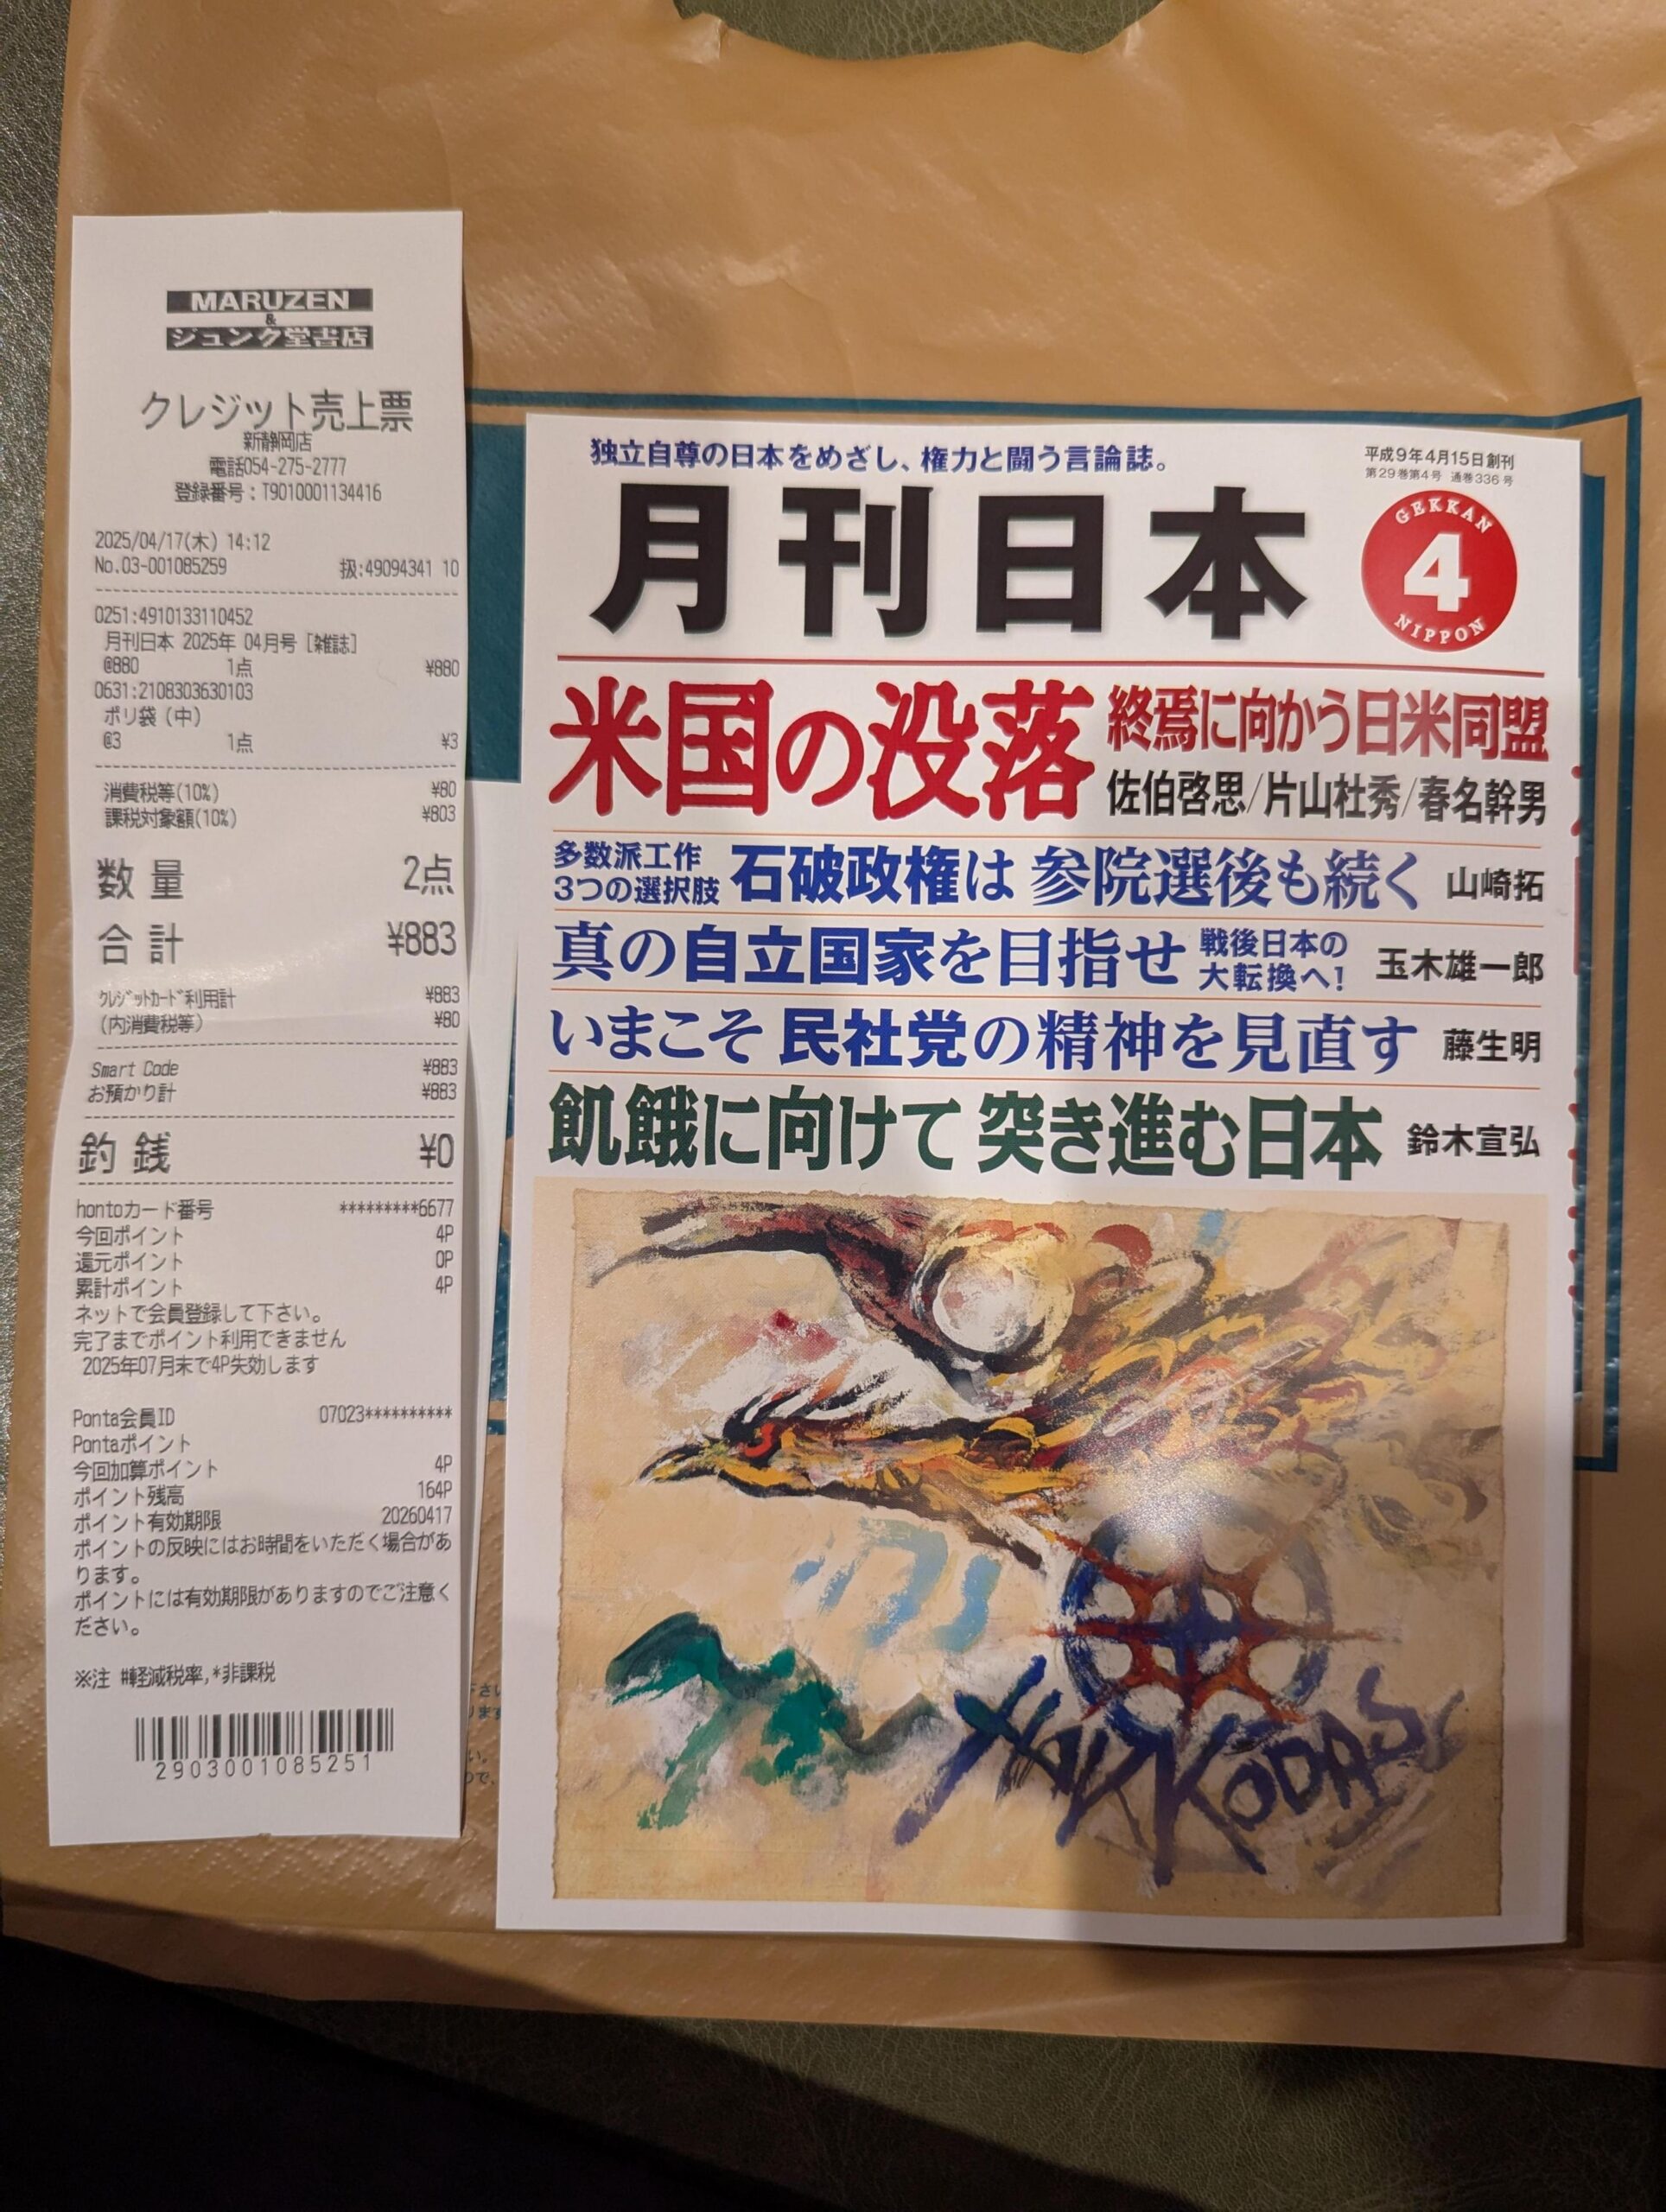 MARUZEN
&
ジュンク堂書店
クレジット売上票
新静岡店
電話054-275-2777
登録番号：T9010001134416
2025/04/17(木) 14:12
No.03-001085259 扱:49094341 10
0251:4910133110452
月刊日本 2025年 04月号［雑誌］
@880 1点 ¥880
0631:2108303630103
ポリ袋（中）
@3 1点 ¥3
消費税等(10%) ¥80
課税対象額(10%) ¥803
数量 2点
合計 ¥883
クレジットカード利用計 ¥883
(内消費税等) ¥80
Smart Code ¥883
お預かり計 ¥883
釣銭 ¥0
hontoカード番号 *********6677
今回ポイント 4P
還元ポイント 0P
累計ポイント 4P
ネットで会員登録して下さい。
完了までポイント利用できません
2025年07月末で4P失効します
Ponta会員ID 07023**********
Pontaポイント
今回加算ポイント 4P
ポイント残高 164P
ポイント有効期限 20260417
ポイントの反映にはお時間をいただく場合があ
ります。
ポイントには有効期限がありますのでご注意く
ださい。
※注 #軽減税率,*非課税
2903001085251
独立自尊の日本をめざし、権力と闘う言論誌。
平成9年4月15日創刊
第29巻第4号 通巻336号
月刊日本
GEKKAN
4
NIPPON
米国の没落 終焉に向かう日米同盟
佐伯啓思/片山杜秀/春名幹男
多数派工作
3つの選択肢 石破政権は 参院選後も続く 山崎拓
真の自立国家を目指せ 戦後日本の
大転換へ! 玉木雄一郎
いまこそ 民社党の精神を見直す 藤生明
飢餓に向けて 突き進む日本 鈴木宣弘
KODAS